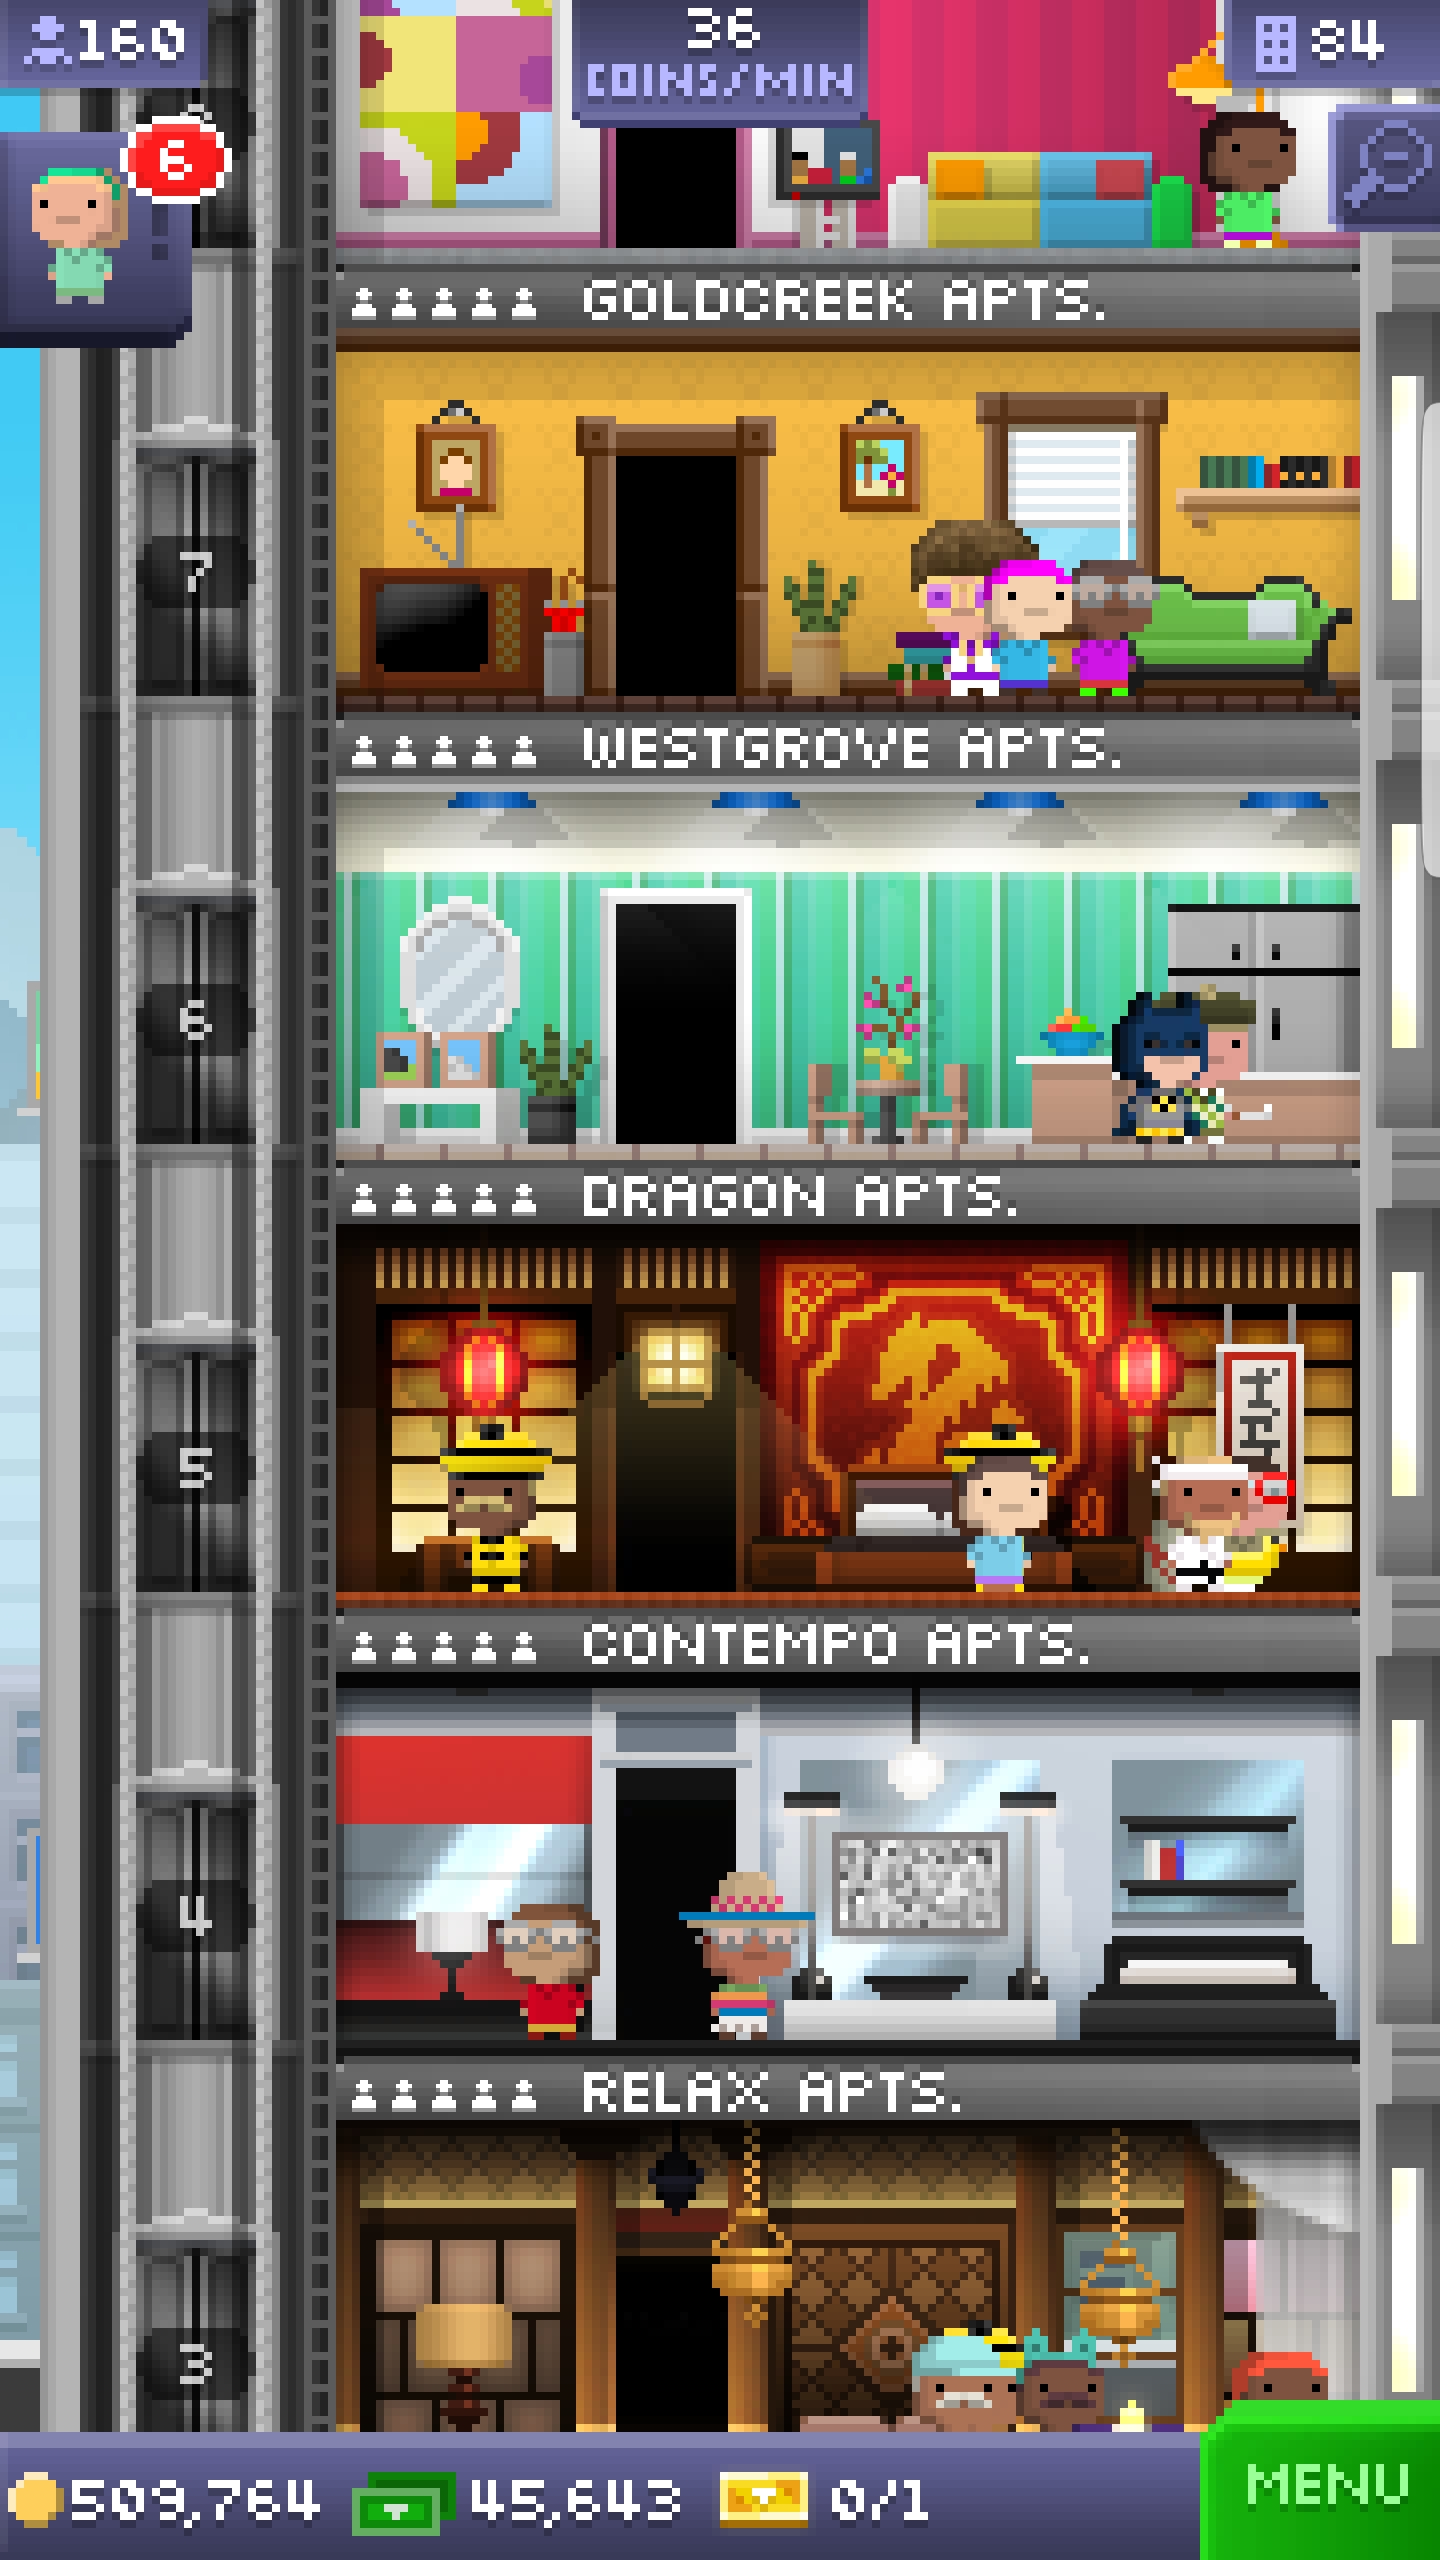 160
36
COINS/MIN
84
6
GOLDCREEK APTS.
7
WESTGROVE APTS.
6
DRAGON APTS.
5
CONTEMPO APTS.
4
RELAX APTS.
3
509,764 45,643 0/1
MENU